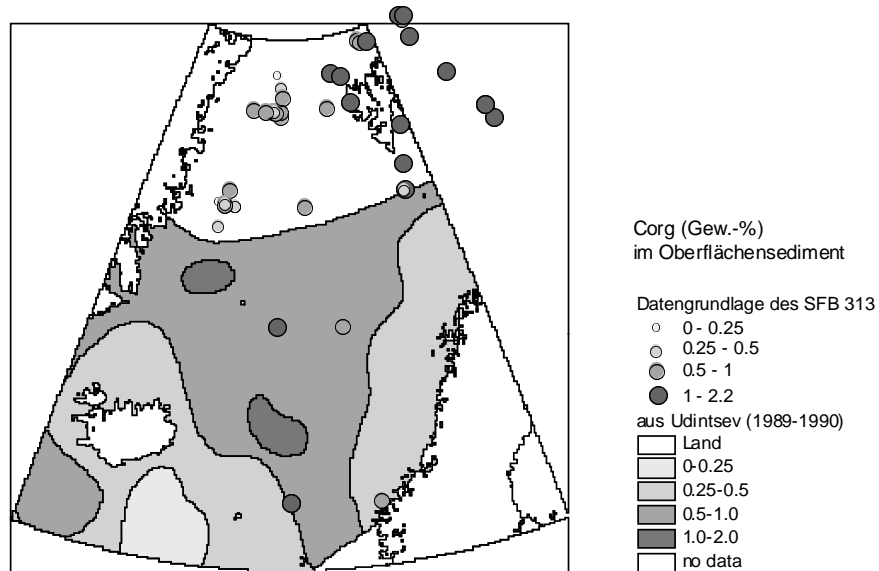 Corg (Gew.-%)
im Oberflächensediment
Datengrundlage des SFB 313
0 - 0.25
0.25 - 0.5
0.5 - 1
1 - 2.2
aus Udintsev (1989-1990)
Land
0-0.25
0.25-0.5
0.5-1.0
1.0-2.0
no data